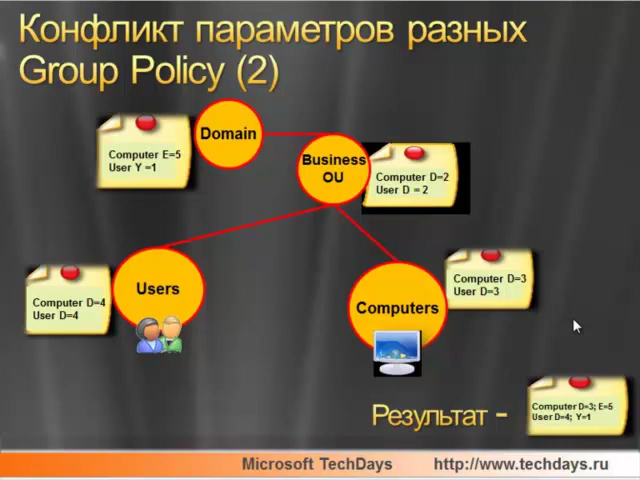 Конфликт параметров разных
Group Policy (2)
Domain
Computer E=5
User Y =1
Business
OU
Computer D=2
User D = 2
Users
Computer D=4
User D=4
Computers
Computer D=3
User D=3
Результат -
Computer D=3; E=5
User D=4; Y=1
Microsoft TechDays
http://www.techdays.ru